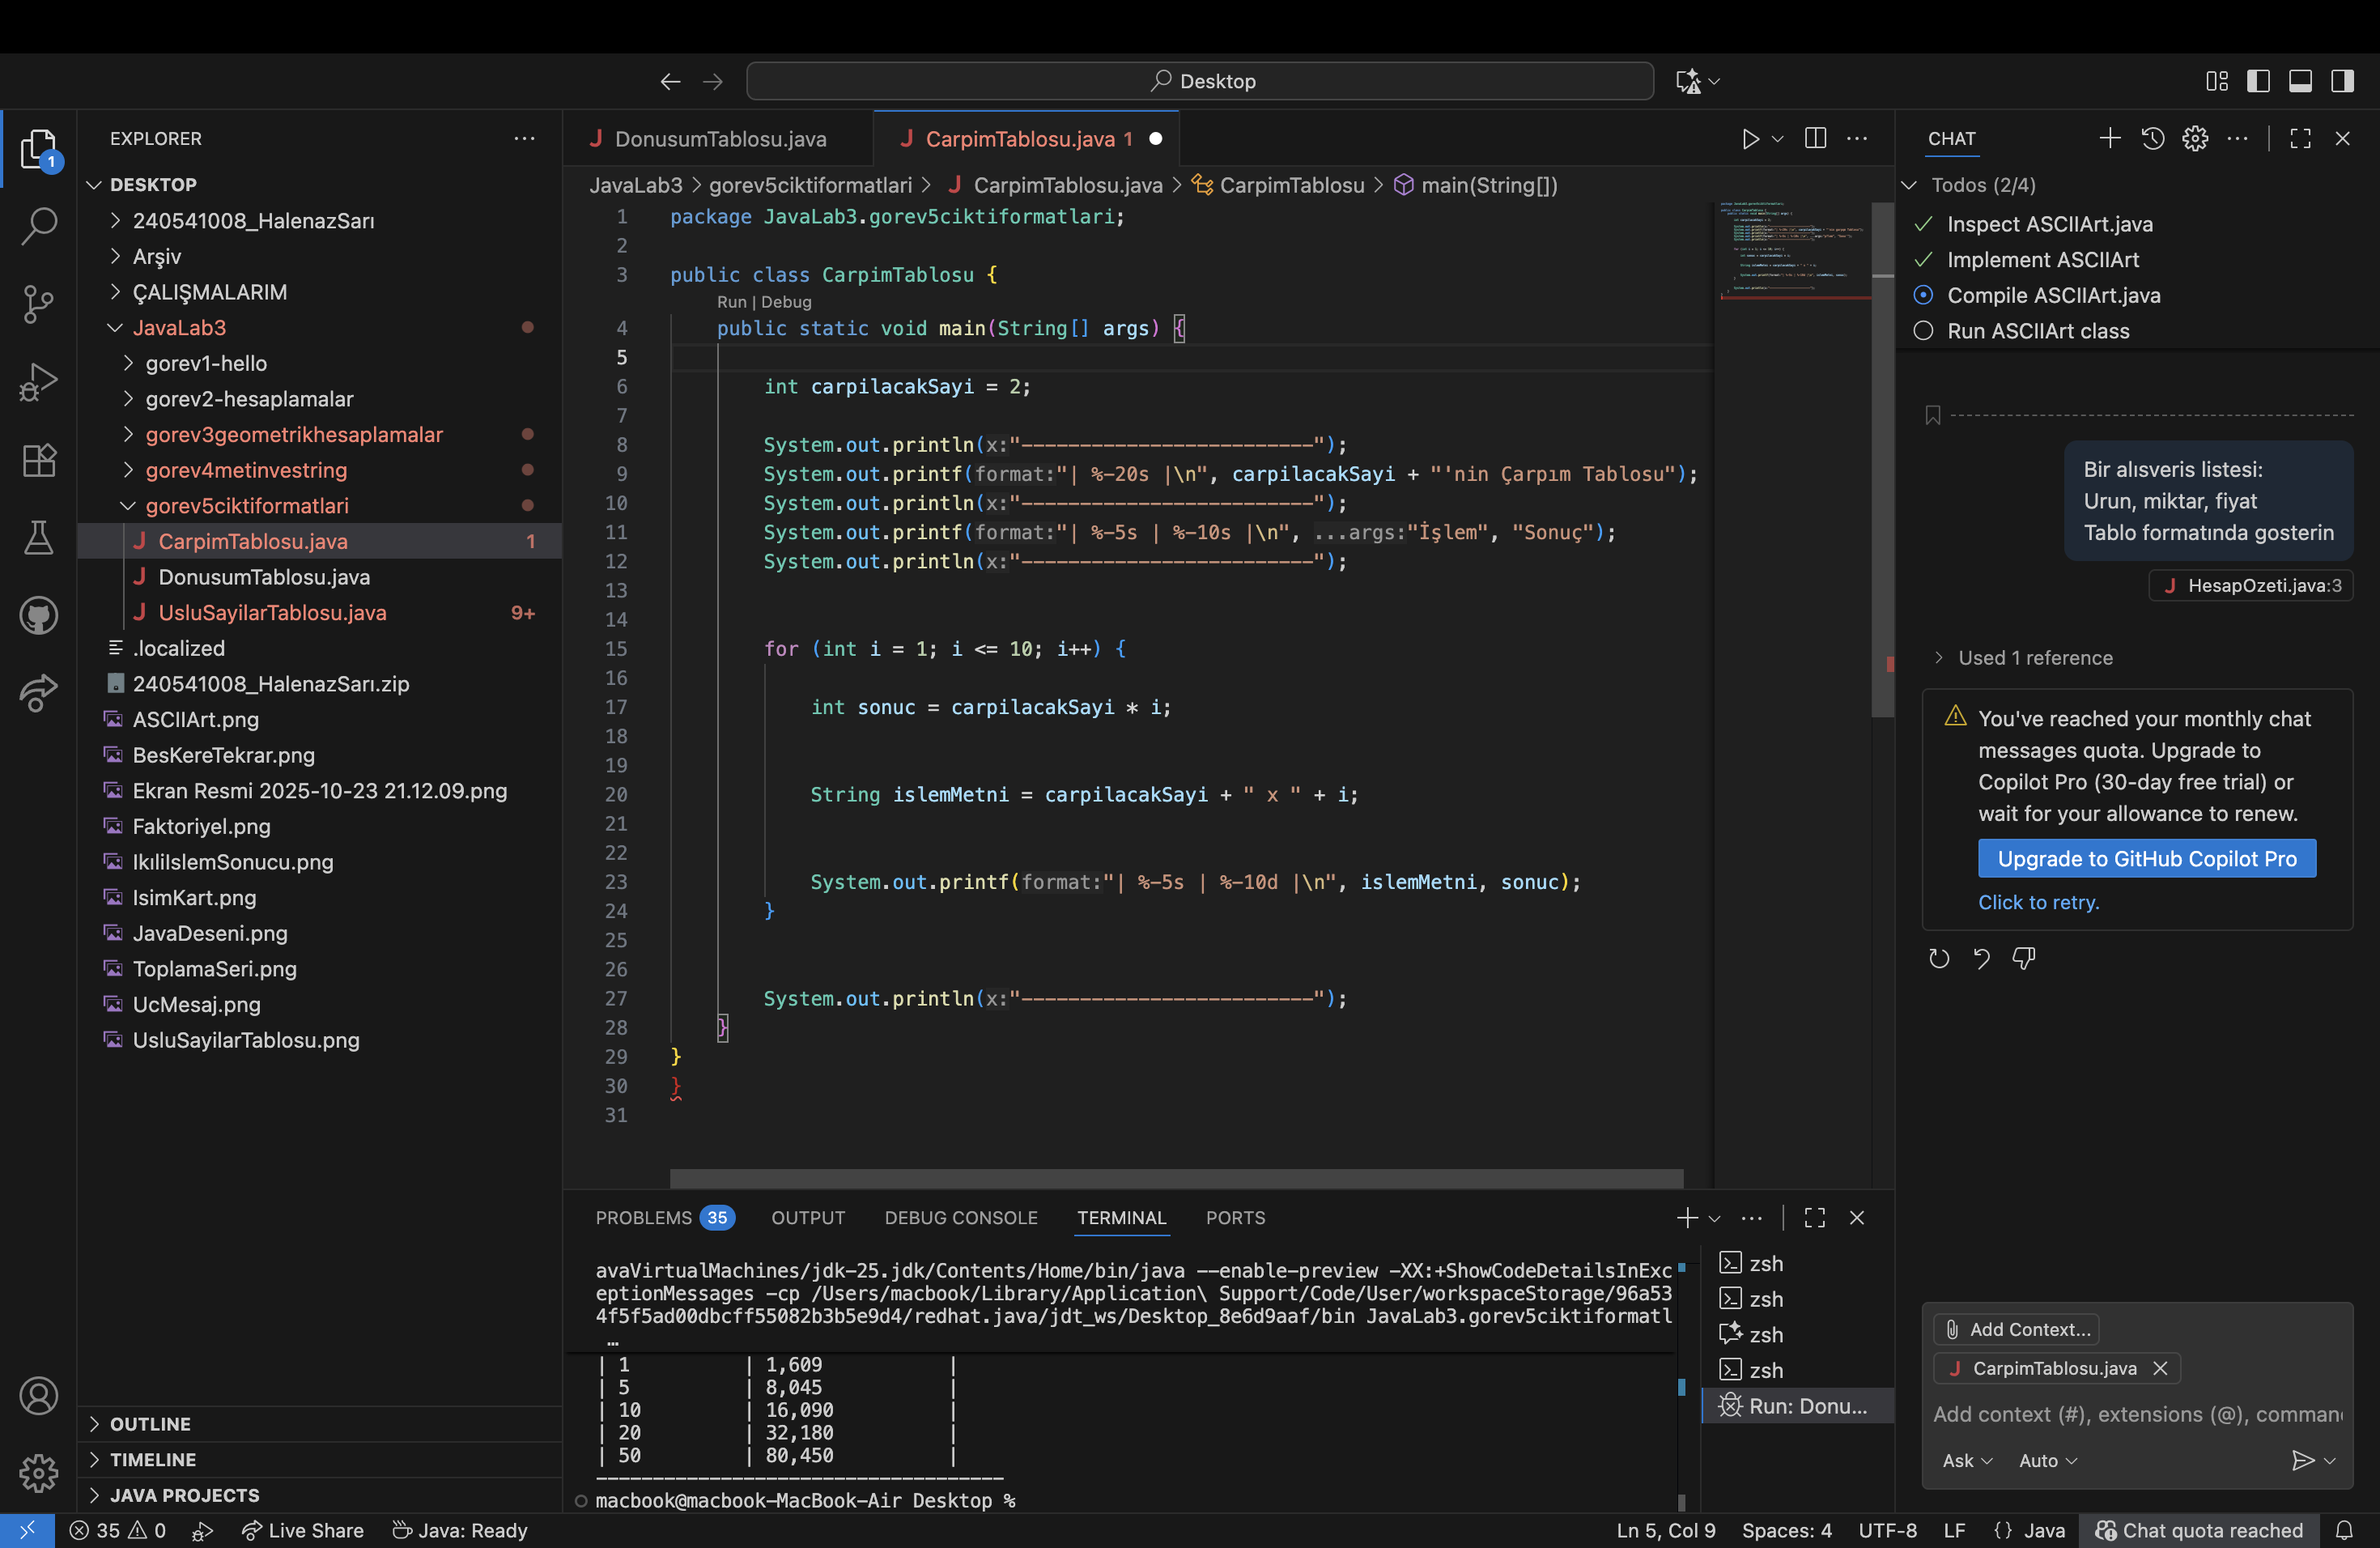 Desktop
EXPLORER
DESKTOP
240541008_HalenazSarı
Arşiv
ÇALIŞMALARIM
JavaLab3
gorev1-hello
gorev2-hesaplamalar
gorev3geometrikhesaplamalar
gorev4metinvestring
gorev5ciktiformatlari
CarpimTablosu.java 1
DonusumTablosu.java
UsluSayilarTablosu.java 9+
.localized
240541008_HalenazSarı.zip
ASCIIArt.png
BesKereTekrar.png
Ekran Resmi 2025-10-23 21.12.09.png
Faktoriyel.png
IkıliIslemSonucu.png
IsimKart.png
JavaDeseni.png
ToplamaSeri.png
UcMesaj.png
UsluSayilarTablosu.png
OUTLINE
TIMELINE
JAVA PROJECTS
DonusumTablosu.java
CarpimTablosu.java 1
JavaLab3 > gorev5ciktiformatlari > CarpimTablosu.java > CarpimTablosu > main(String[])
1 package JavaLab3.gorev5ciktiformatlari;
2
3 public class CarpimTablosu {
Run | Debug
4 public static void main(String[] args) {
5
6 int carpilacakSayi = 2;
7
8 System.out.println(x:"-------------------------");
9 System.out.printf(format:"| %-20s |\n", carpilacakSayi + "'nin Çarpım Tablosu");
10 System.out.println(x:"-------------------------");
11 System.out.printf(format:"| %-5s | %-10s |\n", ...args:"İşlem", "Sonuç");
12 System.out.println(x:"-------------------------");
13
14
15 for (int i = 1; i <= 10; i++) {
16
17 int sonuc = carpilacakSayi * i;
18
19
20 String islemMetni = carpilacakSayi + " x " + i;
21
22
23 System.out.printf(format:"| %-5s | %-10d |\n", islemMetni, sonuc);
24 }
25
26
27 System.out.println(x:"-------------------------");
28 }
29 }
30 }
31
PROBLEMS 35
OUTPUT
DEBUG CONSOLE
TERMINAL
PORTS
avaVirtualMachines/jdk-25.jdk/Contents/Home/bin/java --enable-preview -XX:+ShowCodeDetailsInExc
eptionMessages -cp /Users/macbook/Library/Application\ Support/Code/User/workspaceStorage/96a53
4f5f5ad00dbcff55082b3b5e9d4/redhat.java/jdt_ws/Desktop_8e6d9aaf/bin JavaLab3.gorev5ciktiformatl
…
| 1 | 1,609 |
| 5 | 8,045 |
| 10 | 16,090 |
| 20 | 32,180 |
| 50 | 80,450 |
-----------------------------------
macbook@macbook-MacBook-Air Desktop %
zsh
zsh
zsh
zsh
Run: Donu...
CHAT
Todos (2/4)
Inspect ASCIIArt.java
Implement ASCIIArt
Compile ASCIIArt.java
Run ASCIIArt class
Bir alısveris listesi:
Urun, miktar, fiyat
Tablo formatında gosterin
HesapOzeti.java:3
Used 1 reference
You've reached your monthly chat
messages quota. Upgrade to
Copilot Pro (30-day free trial) or
wait for your allowance to renew.
Upgrade to GitHub Copilot Pro
Click to retry.
Add Context...
CarpimTablosu.java
Add context (#), extensions (@), comman
Ask
Auto
35 0
Live Share
Java: Ready
Ln 5, Col 9
Spaces: 4
UTF-8
LF
{} Java
Chat quota reached
1